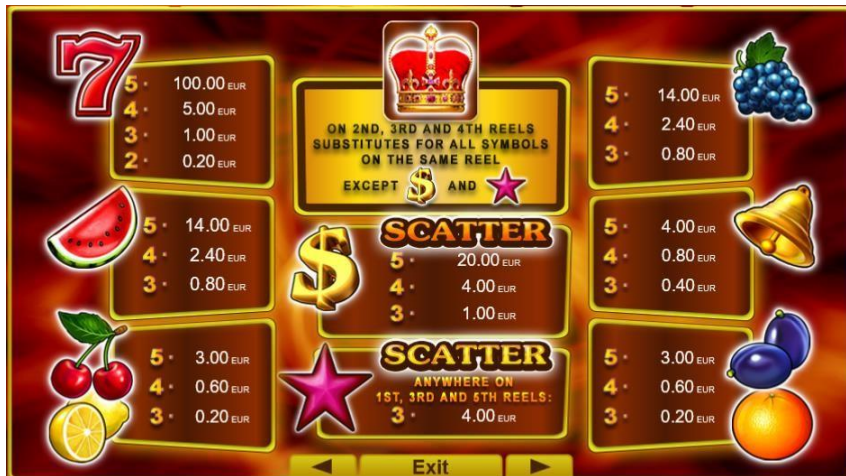 5· 100.00 EUR
4· 5.00 EUR
3· 1.00 EUR
2· 0.20 EUR
ON 2ND, 3RD AND 4TH REELS
SUBSTITUTES FOR ALL SYMBOLS
ON THE SAME REEL
EXCEPT $ AND
5· 14.00 EUR
4· 2.40 EUR
3· 0.80 EUR
5· 14.00 EUR
4· 2.40 EUR
3· 0.80 EUR
SCATTER
$
5· 20.00 EUR
4· 4.00 EUR
3· 1.00 EUR
5· 4.00 EUR
4· 0.80 EUR
3· 0.40 EUR
5· 3.00 EUR
4· 0.60 EUR
3· 0.20 EUR
SCATTER
ANYWHERE ON
1ST, 3RD AND 5TH REELS:
3· 4.00 EUR
5· 3.00 EUR
4· 0.60 EUR
3· 0.20 EUR
Exit